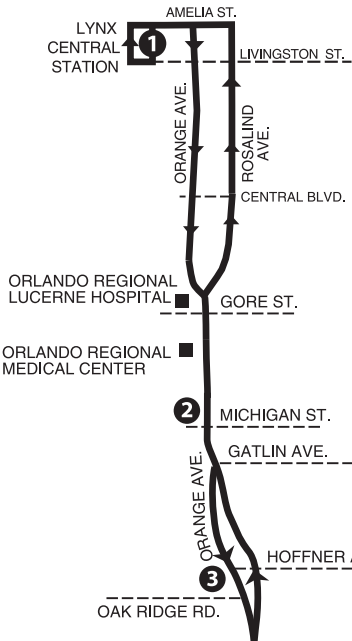 AMELIA ST.
LYNX
CENTRAL
STATION
1
LIVINGSTON ST.
ORANGE AVE.
ROSALIND
AVE.
CENTRAL BLVD.
ORLANDO REGIONAL
LUCERNE HOSPITAL
GORE ST.
ORLANDO REGIONAL
MEDICAL CENTER
2
MICHIGAN ST.
GATLIN AVE.
ORANGE AVE.
HOFFNER
3
OAK RIDGE RD.